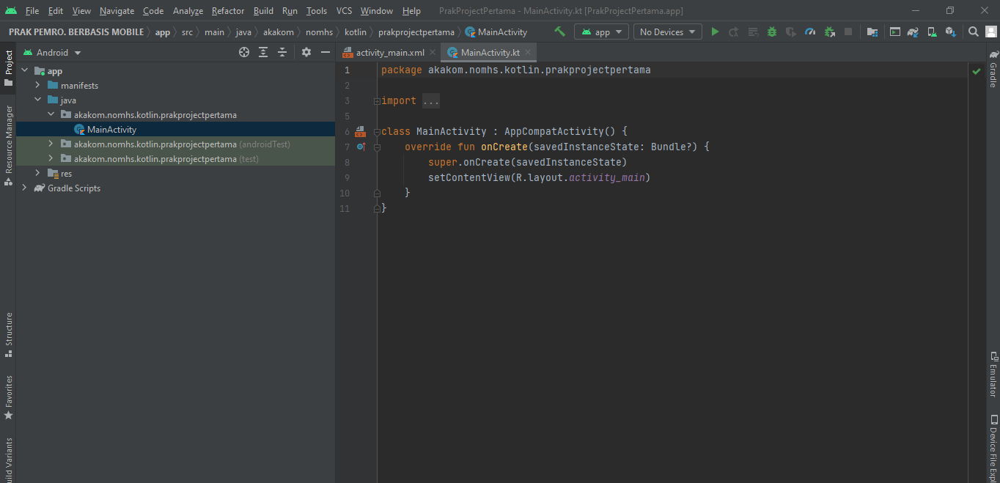 File Edit View Navigate Code Analyze Refactor Build Run Tools VCS Window Help PrakProjectPertama - MainActivity.kt [PrakProjectPertama.app]
PRAK PEMRO. BERBASIS MOBILE app src main java akakom nomhs kotlin prakprojectpertama MainActivity app No Devices
Project
Resource Manager
Structure
Favorites
Android
app
manifests
java
akakom.nomhs.kotlin.prakprojectpertama
MainActivity
akakom.nomhs.kotlin.prakprojectpertama (androidTest)
akakom.nomhs.kotlin.prakprojectpertama (test)
res
Gradle Scripts
activity_main.xml MainActivity.kt
1 package akakom.nomhs.kotlin.prakprojectpertama
2
3 import ...
5
6 class MainActivity : AppCompatActivity() {
7 override fun onCreate(savedInstanceState: Bundle?) {
8 super.onCreate(savedInstanceState)
9 setContentView(R.layout.activity_main)
10 }
11 }
Gradle
Emulator
Device File Expl